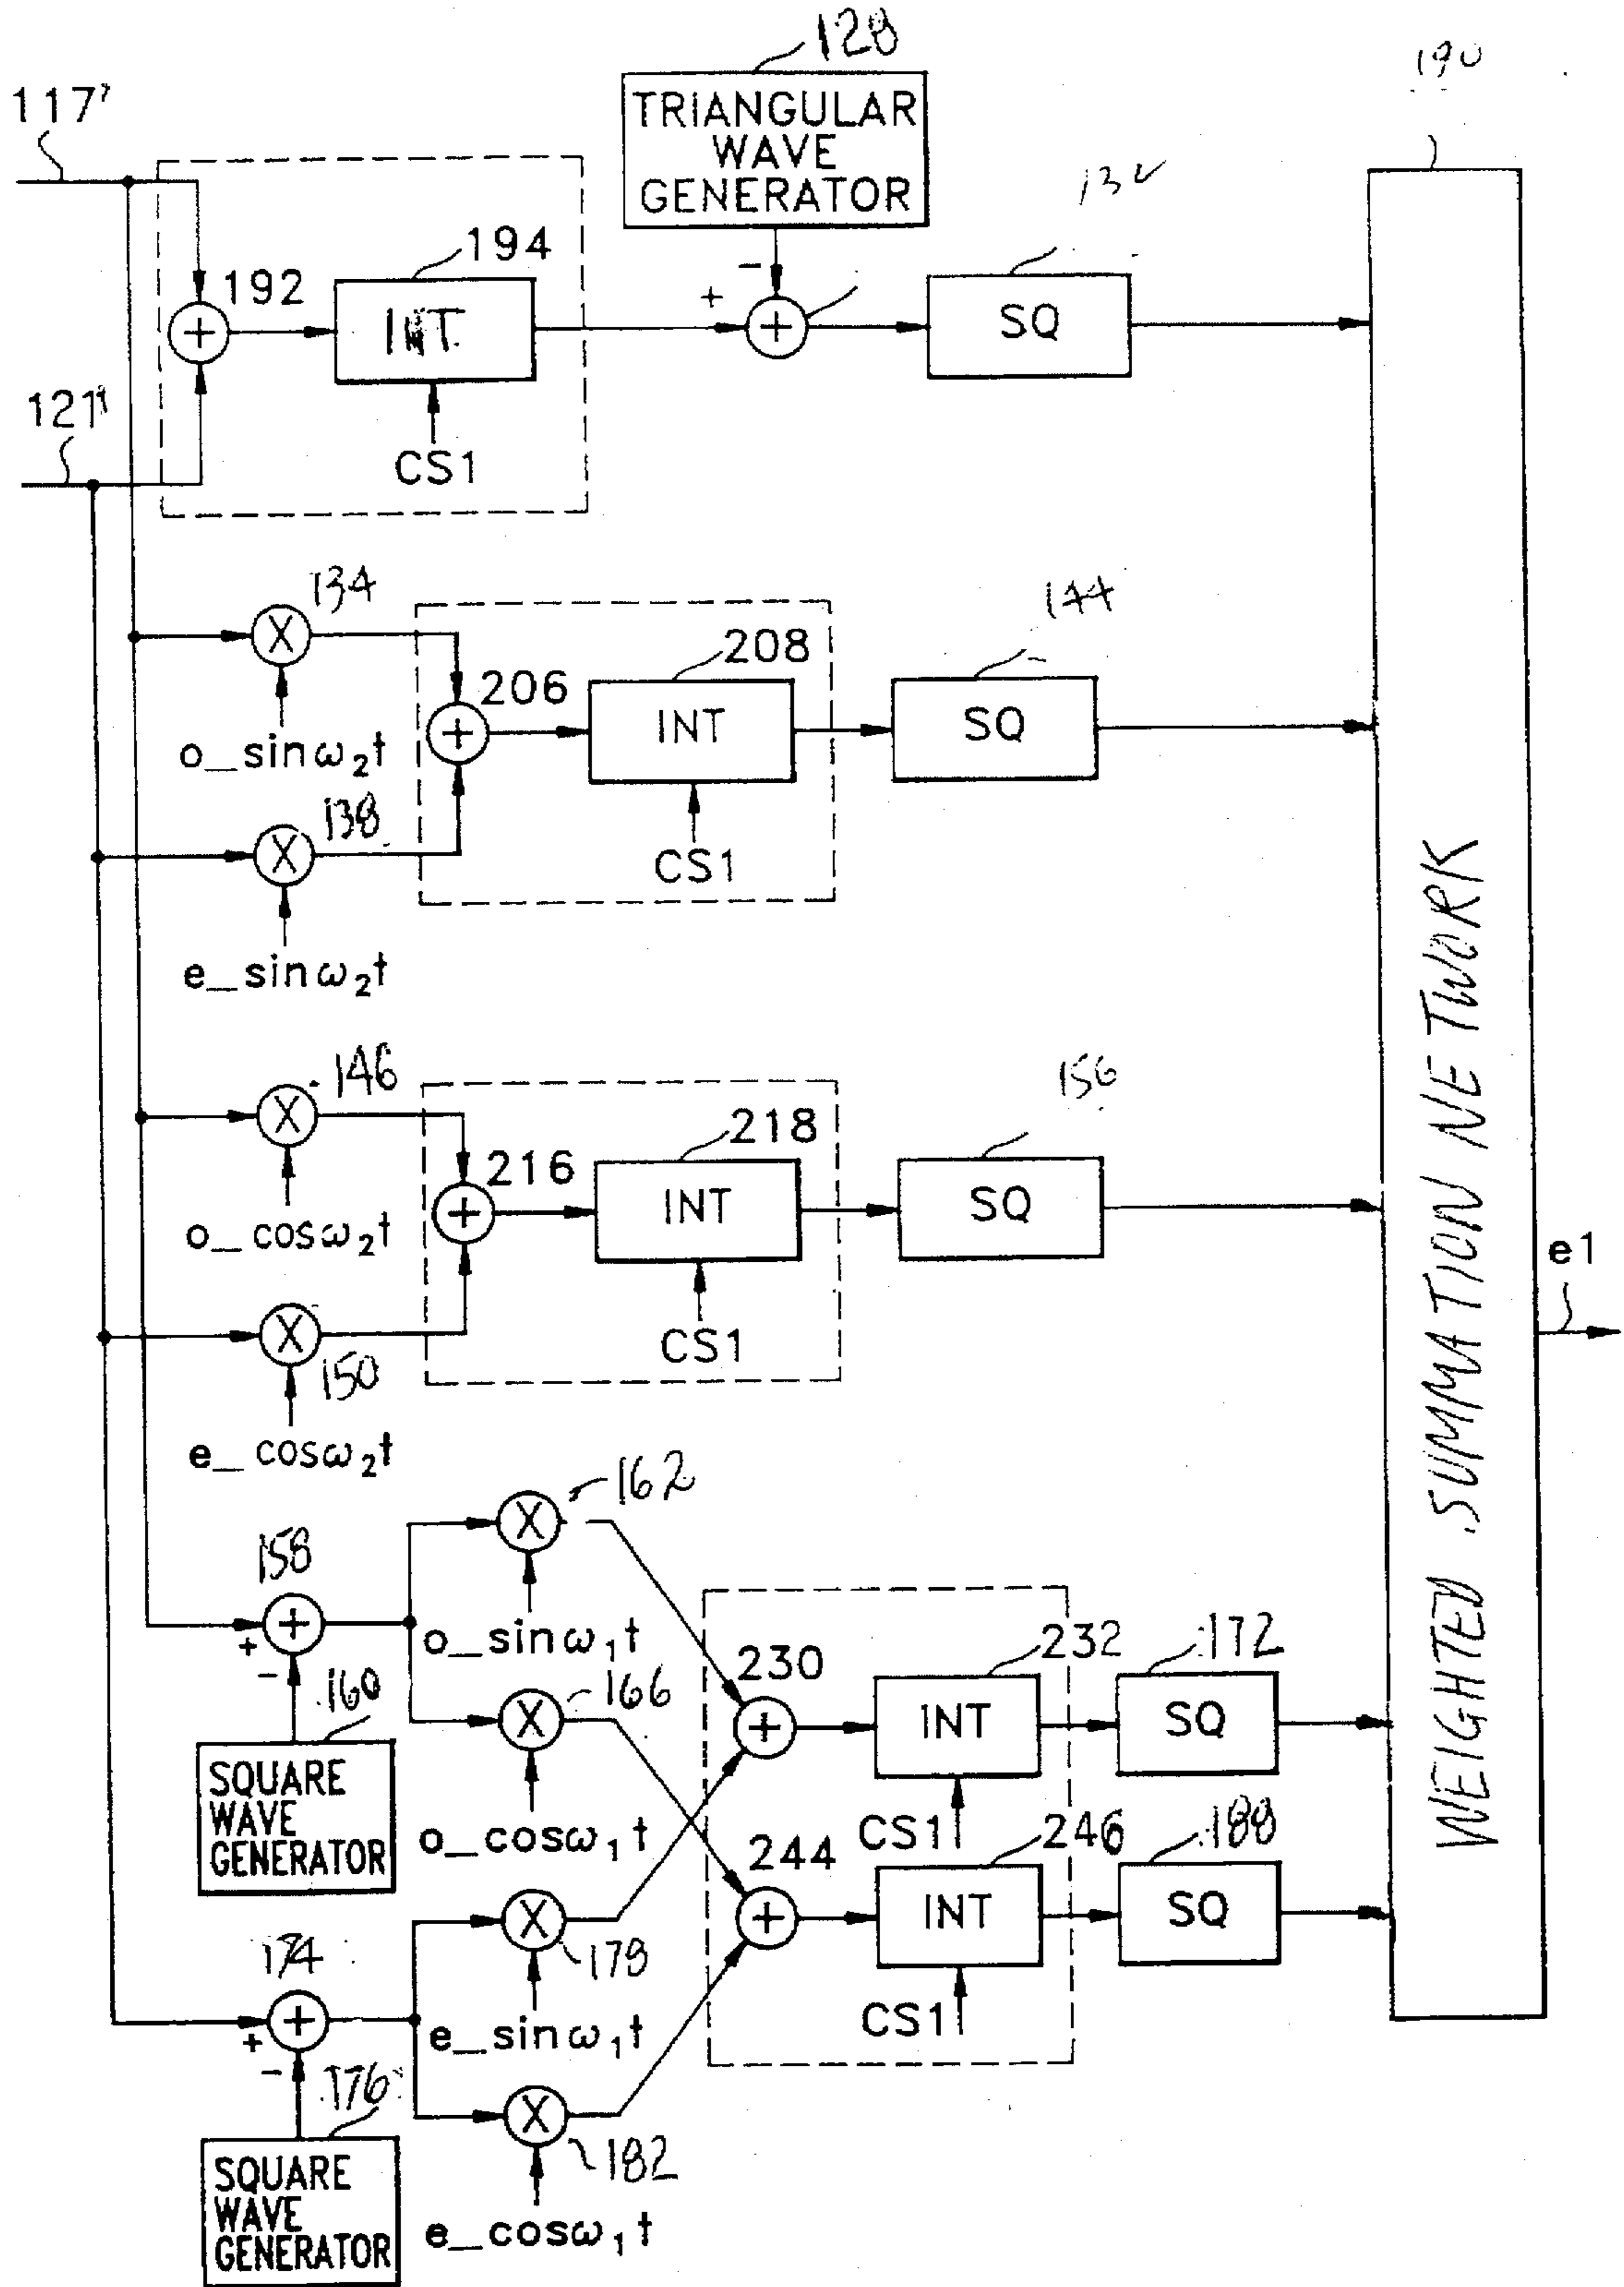 128
190
117'
TRIANGULAR
WAVE
GENERATOR
132
194
192
INT
+
-
+
+
SQ
121'
CS1
134
144
X
206
208
INT
SQ
+
o_sinω₂t
138
X
CS1
e_sinω₂t
146
156
X
216
218
INT
SQ
+
o_cosω₂t
e1
X
CS1
150
e_cosω₂t
162
158
X
+
+
-
o_sinω₁t
232
172
160
166
230
X
+
INT
SQ
SQUARE
WAVE
GENERATOR
o_cosω₁t
CS1
246
188
244
X
+
INT
SQ
174
178
+
+
-
e_sinω₁t
CS1
176
X
182
SQUARE
WAVE
GENERATOR
e_cosω₁t
WEIGHTED SUMMATION NETWORK